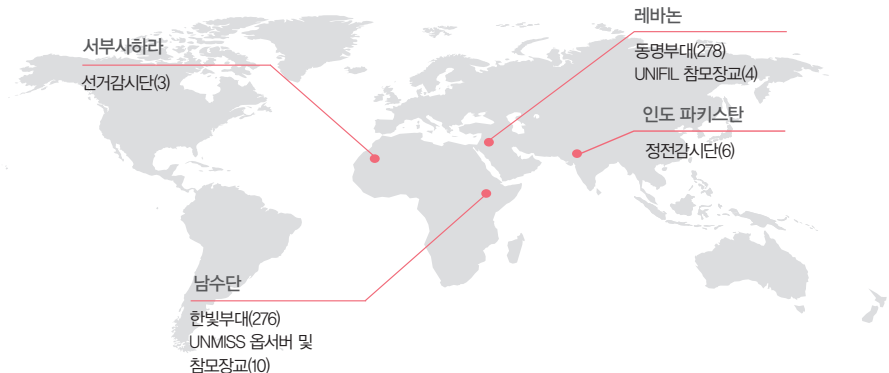 서부사하라
선거감시단(3)
레바논
동명부대(278)
UNIFIL 참모장교(4)
인도 파키스탄
정전감시단(6)
남수단
한빛부대(276)
UNMISS 옵서버 및
참모장교(10)